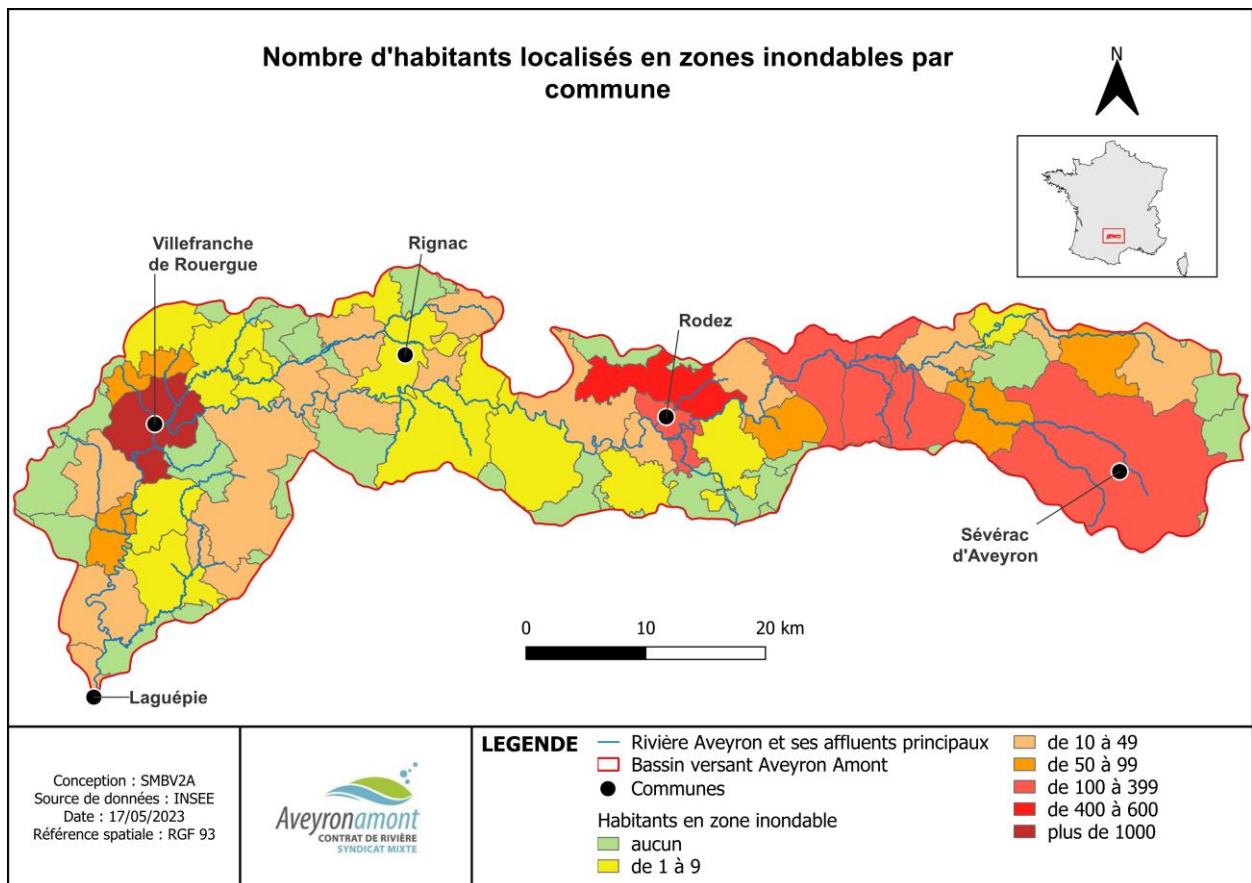 Nombre d'habitants localisés en zones inondables par
commune
N
Villefranche
de Rouergue
Rignac
Rodez
Sévérac
d'Aveyron
0 10 20 km
Laguépie
Conception : SMBV2A
Source de données : INSEE
Date : 17/05/2023
Référence spatiale : RGF 93
Aveyronamont
CONTRAT DE RIVIÈRE
SYNDICAT MIXTE
LEGENDE
Rivière Aveyron et ses affluents principaux
Bassin versant Aveyron Amont
Communes
Habitants en zone inondable
aucun
de 1 à 9
de 10 à 49
de 50 à 99
de 100 à 399
de 400 à 600
plus de 1000